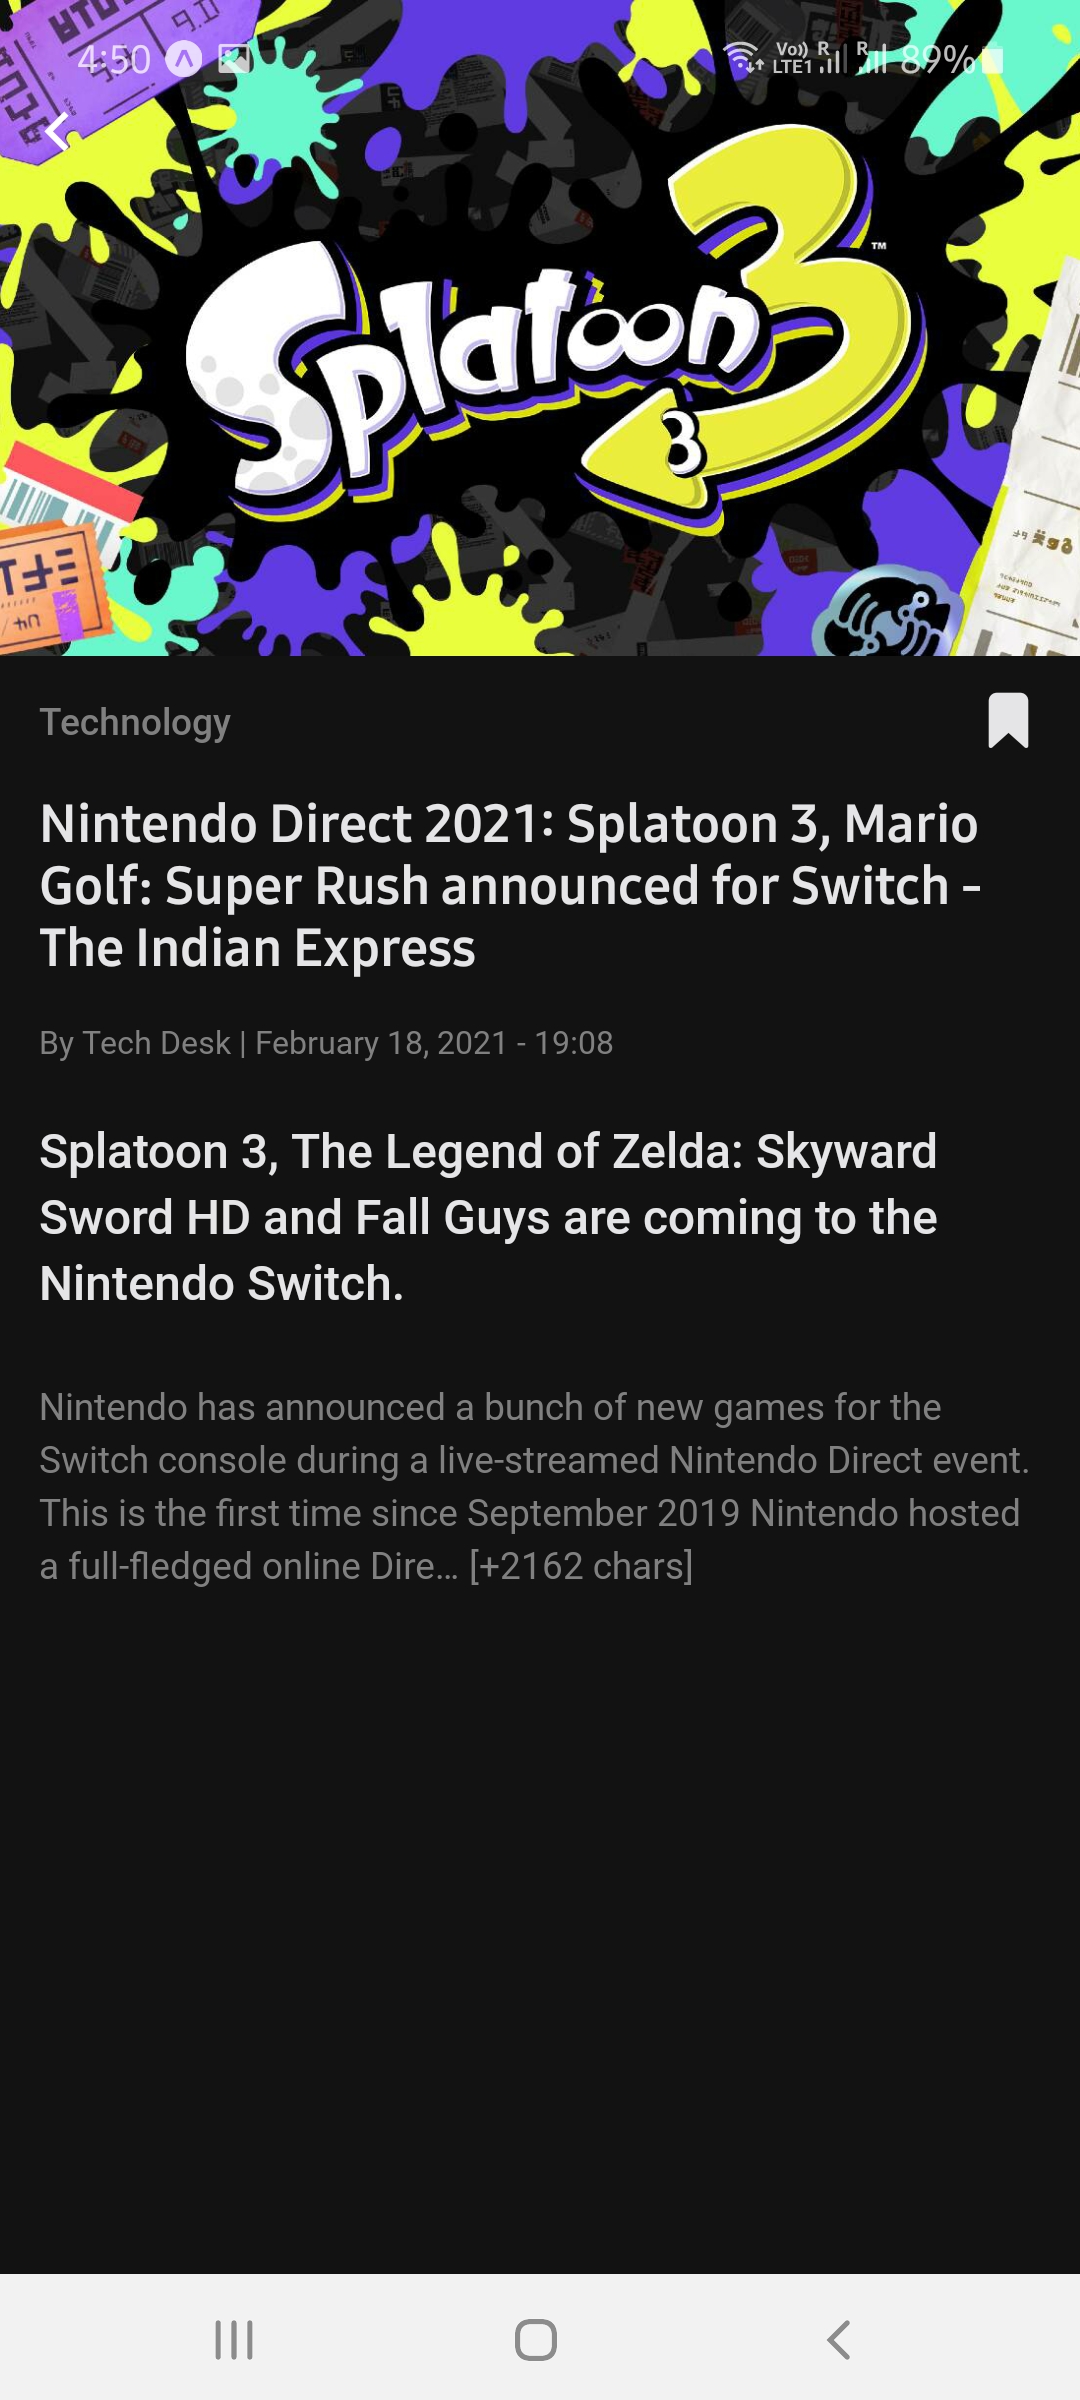 4:50
Vo)) R R 89%
LTE1
Splatoon 3
™
3
Technology
Nintendo Direct 2021: Splatoon 3, Mario
Golf: Super Rush announced for Switch -
The Indian Express
By Tech Desk | February 18, 2021 - 19:08
Splatoon 3, The Legend of Zelda: Skyward
Sword HD and Fall Guys are coming to the
Nintendo Switch.
Nintendo has announced a bunch of new games for the
Switch console during a live-streamed Nintendo Direct event.
This is the first time since September 2019 Nintendo hosted
a full-fledged online Dire… [+2162 chars]